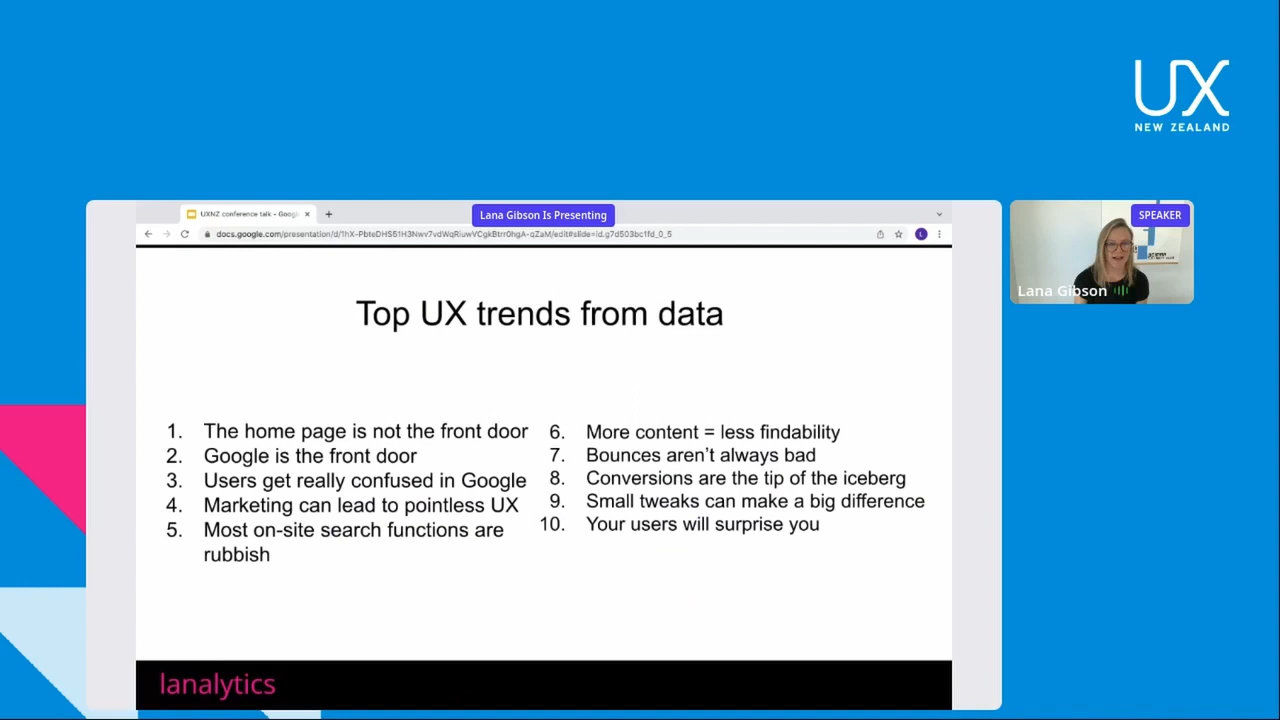 UX
NEW ZEALAND
UXNZ conference talk - Googl
Lana Gibson Is Presenting
SPEAKER
Lana Gibson
Top UX trends from data
1. The home page is not the front door
2. Google is the front door
3. Users get really confused in Google
4. Marketing can lead to pointless UX
5. Most on-site search functions are
rubbish
6. More content = less findability
7. Bounces aren't always bad
8. Conversions are the tip of the iceberg
9. Small tweaks can make a big difference
10. Your users will surprise you
lanalytics